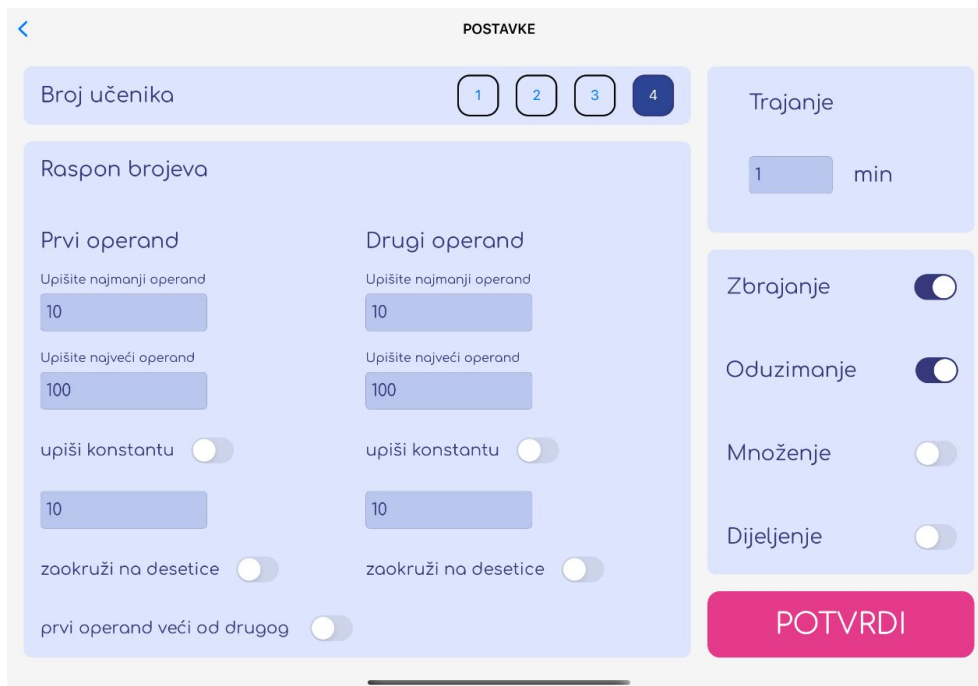 POSTAVKE
Broj učenika
1 2 3 4
Raspon brojeva
Prvi operand
Upišite najmanji operand
10
Upišite najveći operand
100
upiši konstantu
10
zaokruži na desetice
prvi operand veći od drugog
Drugi operand
Upišite najmanji operand
10
Upišite najveći operand
100
upiši konstantu
10
zaokruži na desetice
Trajanje
1 min
Zbrajanje
Oduzimanje
Množenje
Dijeljenje
POTVRDI